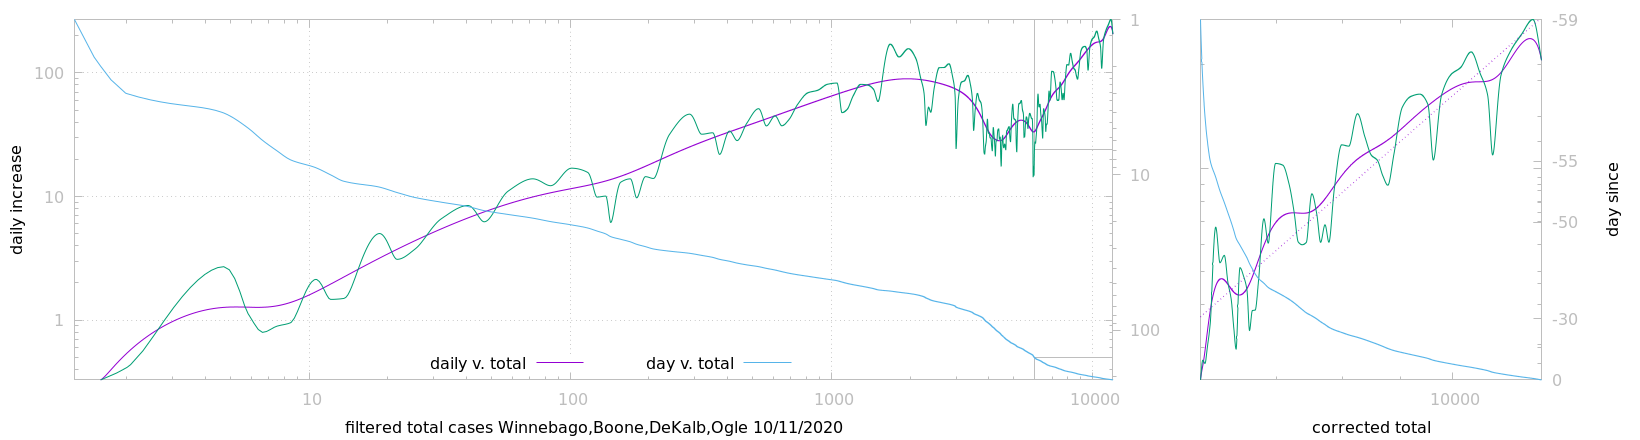 100
10
1
daily increase
10
100
1000
10000
filtered total cases Winnebago,Boone,DeKalb,Ogle 10/11/2020
daily v. total
day v. total
1
10
100
10000
corrected total
-59
-55
-50
-30
0
day since